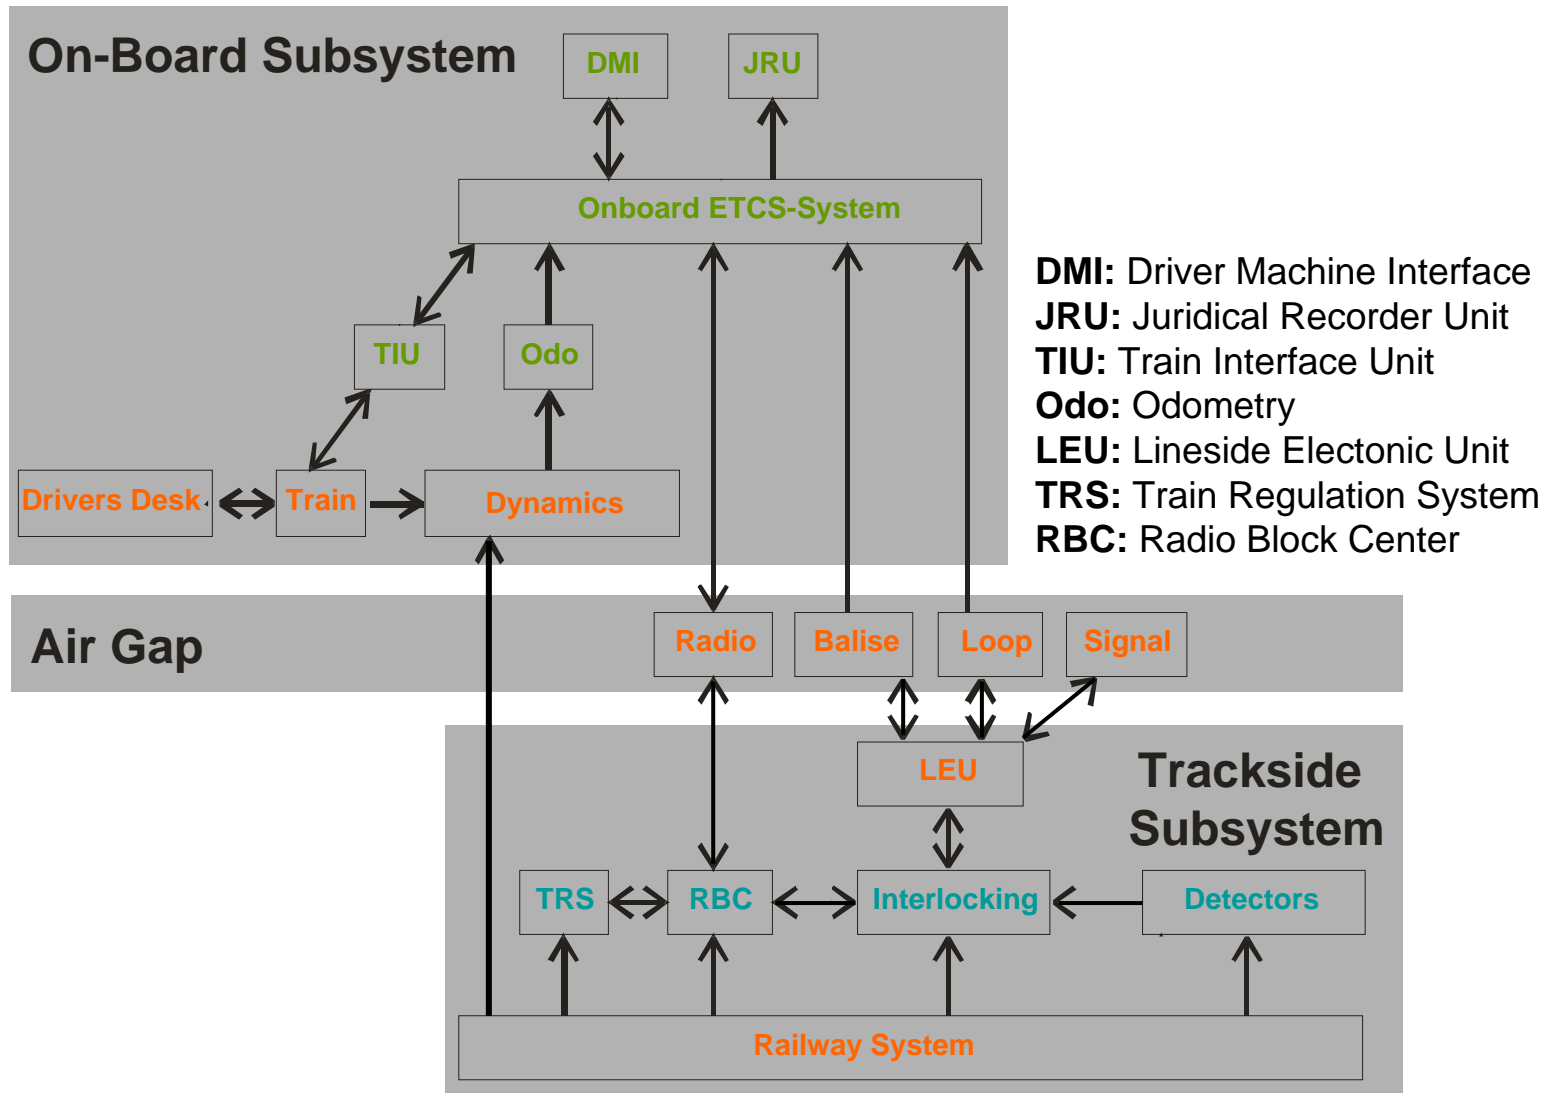 On-Board Subsystem
DMI
JRU
Onboard ETCS-System
TIU
Odo
Drivers Desk
Train
Dynamics
DMI: Driver Machine Interface
JRU: Juridical Recorder Unit
TIU: Train Interface Unit
Odo: Odometry
LEU: Lineside Electonic Unit
TRS: Train Regulation System
RBC: Radio Block Center
Air Gap
Radio
Balise
Loop
Signal
LEU
Trackside
Subsystem
TRS
RBC
Interlocking
Detectors
Railway System